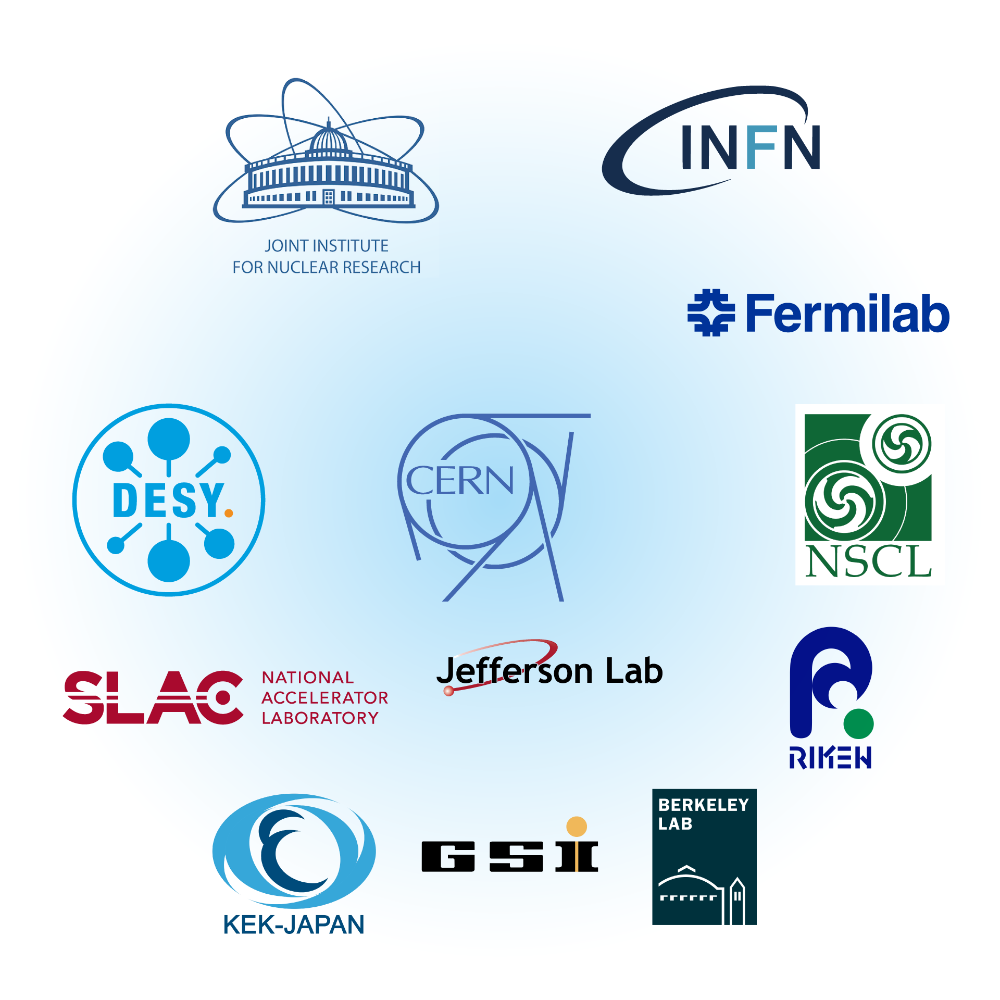 JOINT INSTITUTE
FOR NUCLEAR RESEARCH
INFN
Fermilab
DESY.
CERN
NSCL
SLAC
NATIONAL
ACCELERATOR
LABORATORY
Jefferson Lab
RIKEN
KEK-JAPAN
GSI
BERKELEY
LAB